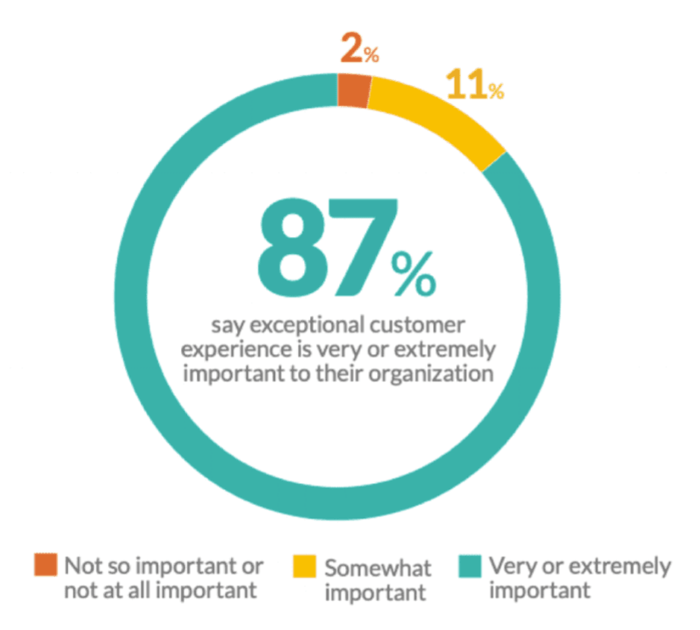 2%
11%
87%
say exceptional customer
experience is very or extremely
important to their organization
Not so important or
not at all important
Somewhat
important
Very or extremely
important